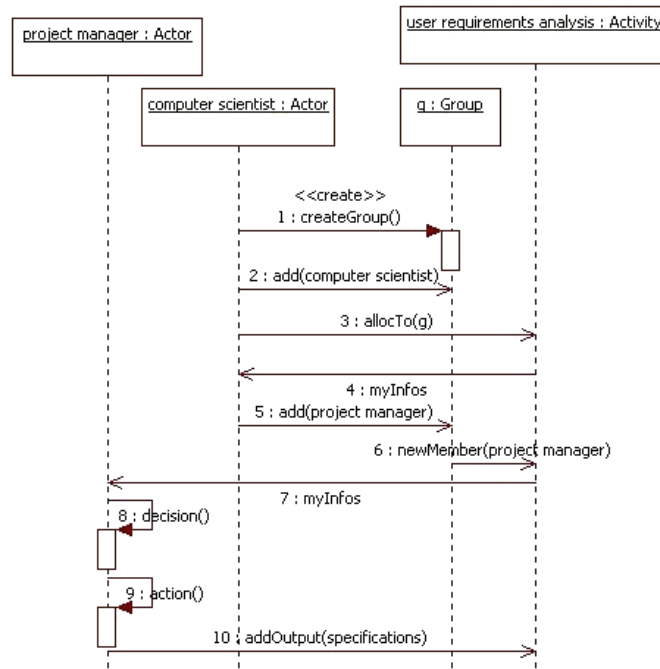 project manager : Actor
user requirements analysis : Activity
computer scientist : Actor
g : Group
<<create>>
1 : createGroup()
2 : add(computer scientist)
3 : allocTo(g)
4 : myInfos
5 : add(project manager)
6 : newMember(project manager)
7 : myInfos
8 : decision()
9 : action()
10 : addOutput(specifications)